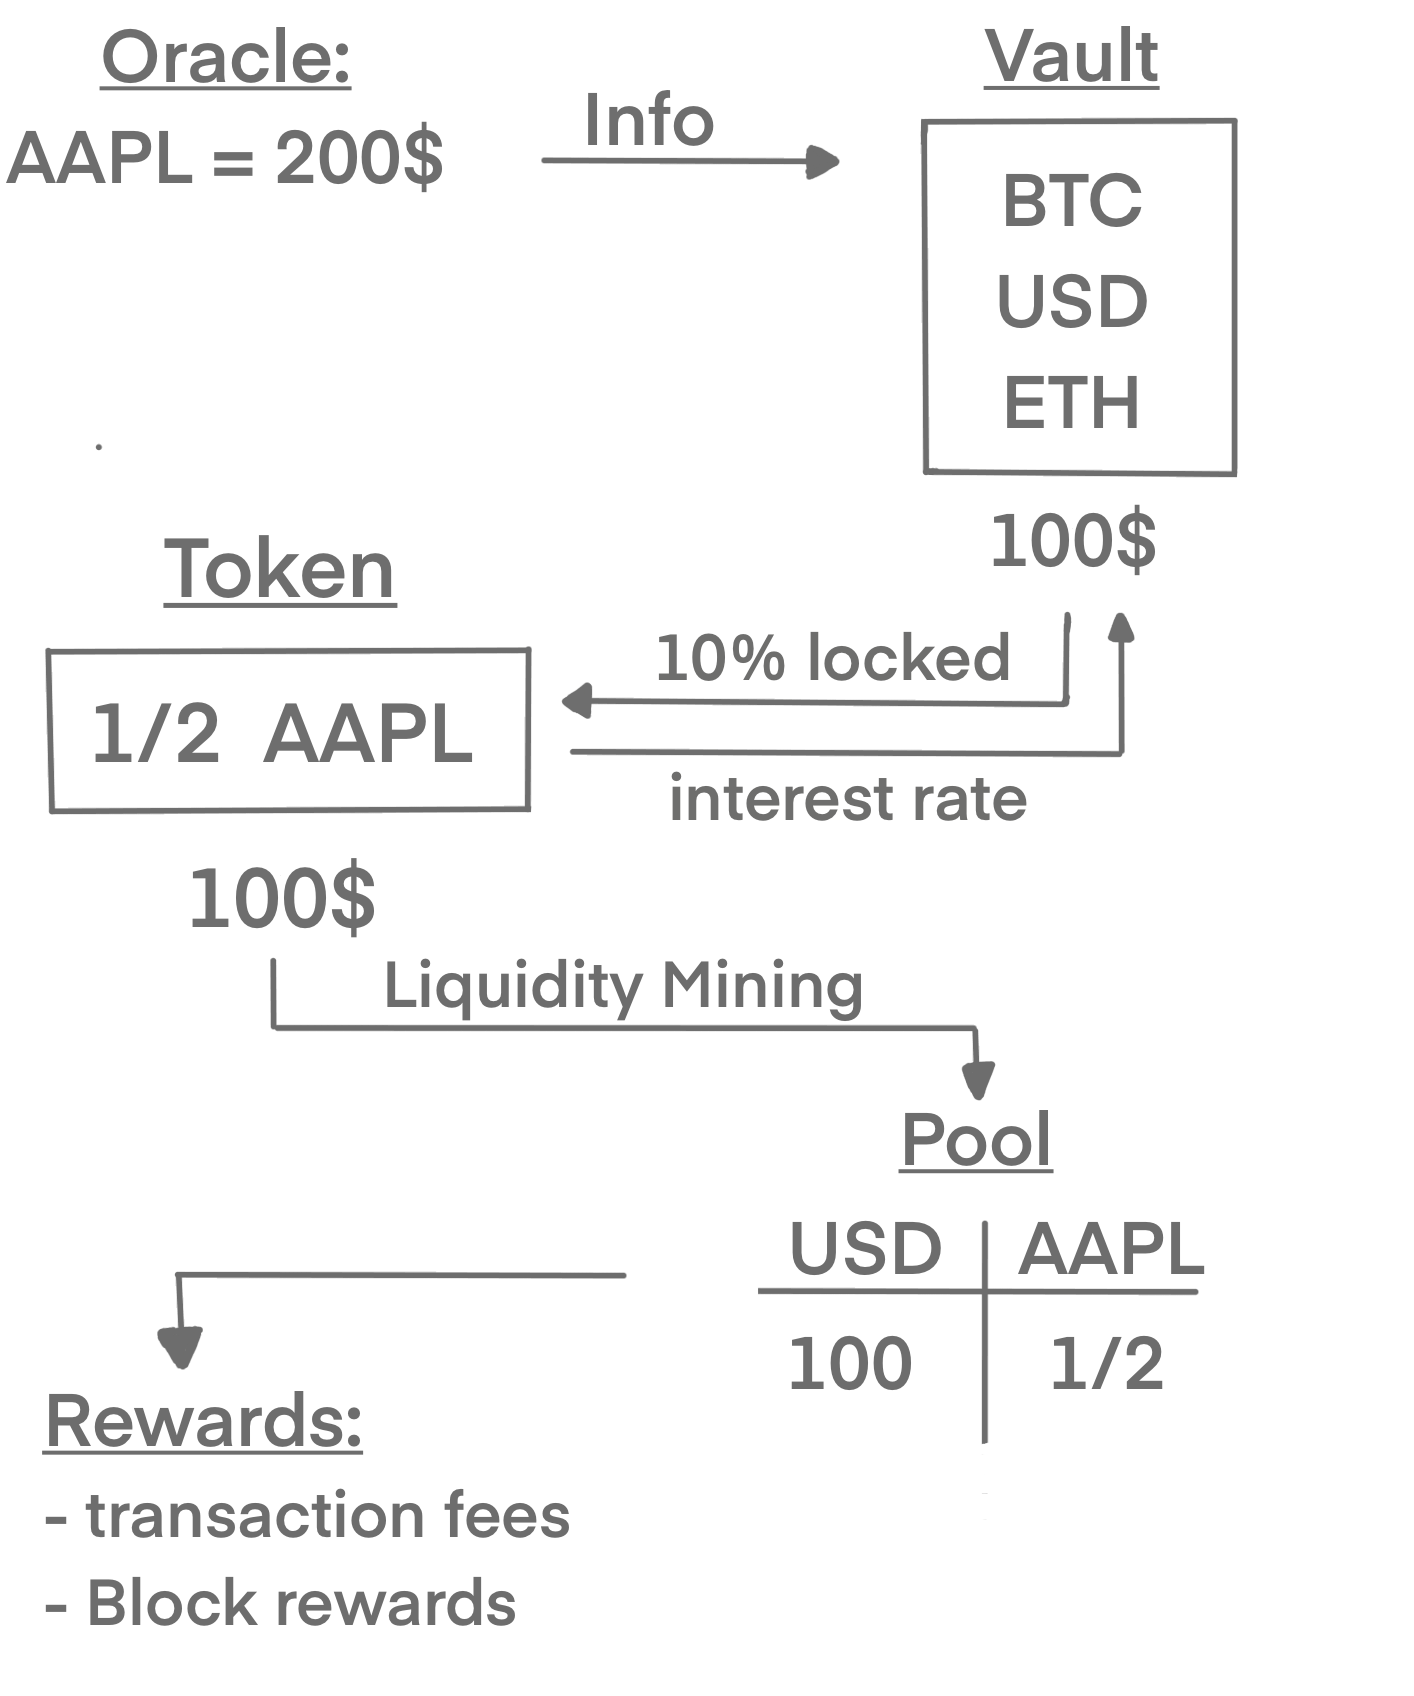 Oracle:
AAPL = 200$
Info
Vault
BTC
USD
ETH
100$
Token
1/2 AAPL
10% locked
interest rate
100$
Liquidity Mining
Pool
USD AAPL
100 1/2
Rewards:
- transaction fees
- Block rewards